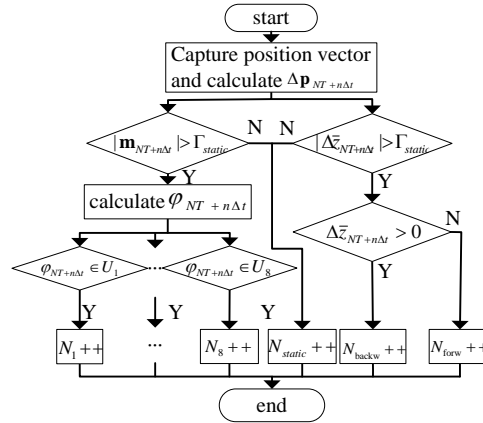 start
Capture position vector
and calculate Δp_{NT+nΔt}
|m_{NT+nΔt}|>Γ_{static}
N
N
|Δz̄_{NT+nΔt}|>Γ_{static}
Y
Y
calculate φ_{NT+nΔt}
Δz̄_{NT+nΔt}>0
N
φ_{NT+nΔt}∈U_1
...
φ_{NT+nΔt}∈U_8
Y
Y
Y
Y
N_1++
...
N_8++
N_{static}++
N_{backw}++
N_{forw}++
end